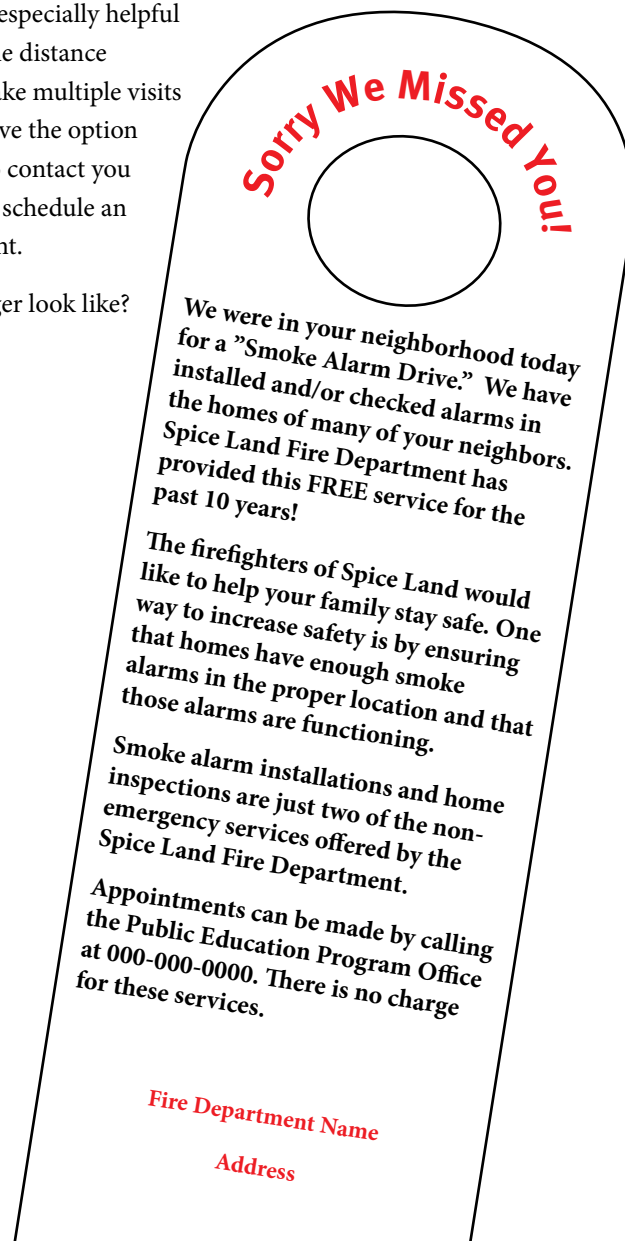 especially helpful
distance
multiple visits
ve the option
contact you
schedule an
look like?
Sorry We Missed You!
We were in your neighborhood today
for a ”Smoke Alarm Drive.” We have
installed and/or checked alarms in
the homes of many of your neighbors.
Spice Land Fire Department has
provided this FREE service for the
past 10 years!
The firefighters of Spice Land would
like to help your family stay safe. One
way to increase safety is by ensuring
that homes have enough smoke
alarms in the proper location and that
those alarms are functioning.
Smoke alarm installations and home
inspections are just two of the non-
emergency services offered by the
Spice Land Fire Department.
Appointments can be made by calling
the Public Education Program Office
at 000-000-0000. There is no charge
for these services.
Fire Department Name
Address